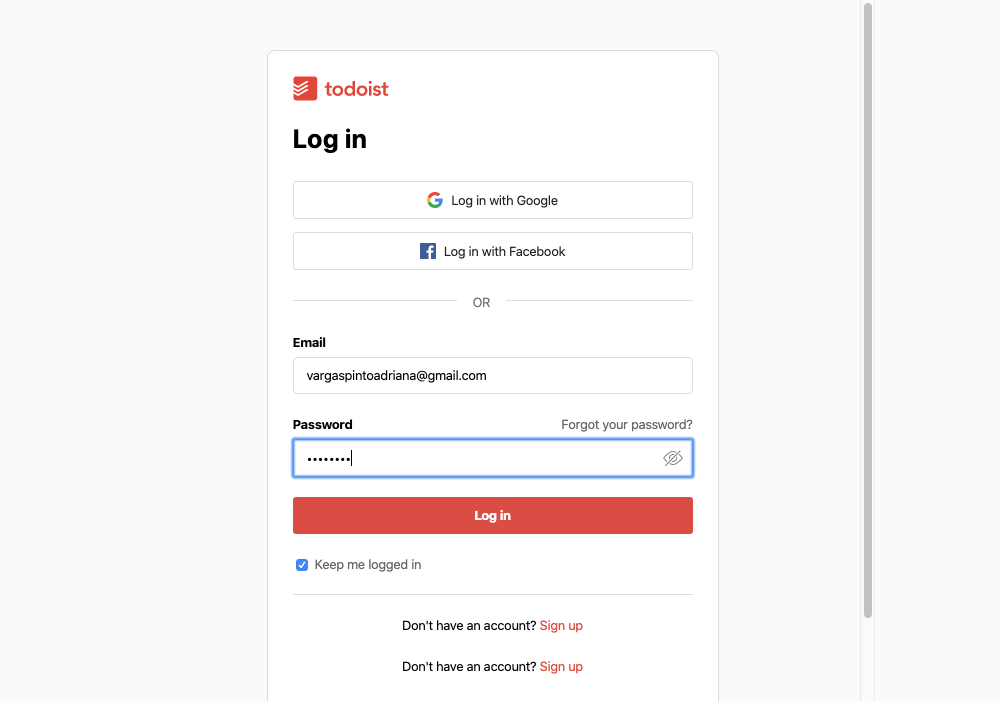 todoist
Log in
Log in with Google
Log in with Facebook
OR
Email
vargaspintoadriana@gmail.com
Password Forgot your password?
••••••••
Log in
Keep me logged in
Don't have an account? Sign up
Don't have an account? Sign up